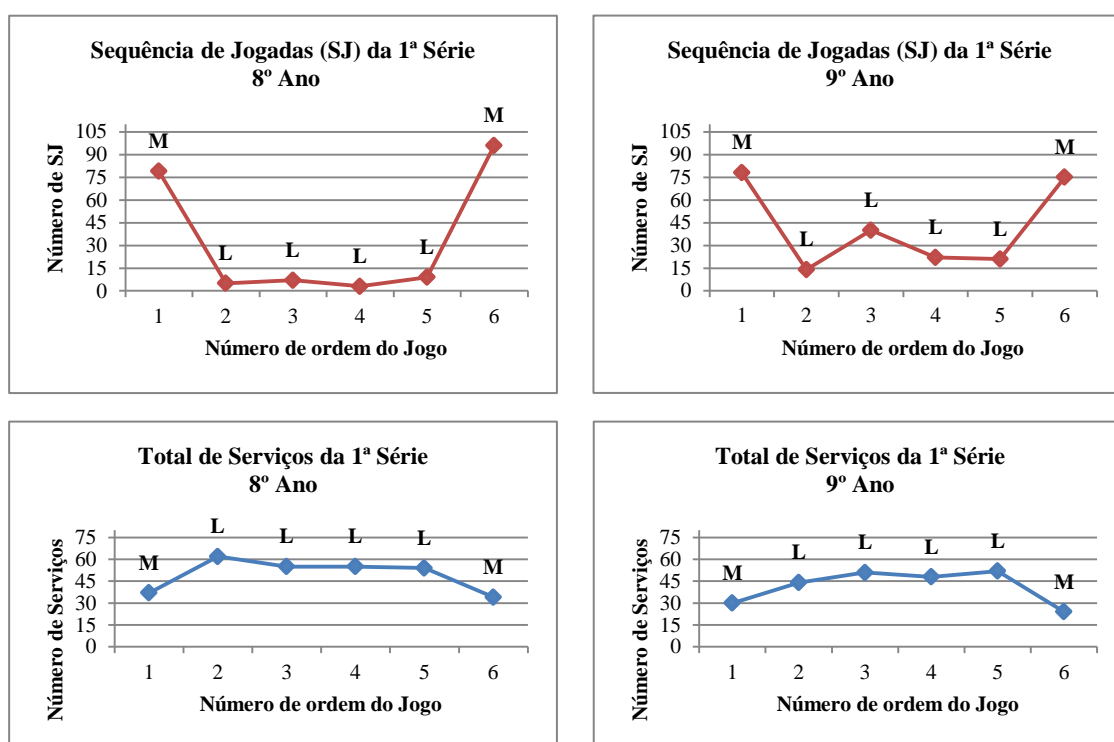 Sequência de Jogadas (SJ) da 1ª Série
8º Ano
Número de SJ
105
90
75
60
45
30
15
0
M
L
L
L
L
M
1 2 3 4 5 6
Número de ordem do Jogo
Sequência de Jogadas (SJ) da 1ª Série
9º Ano
Número de SJ
105
90
75
60
45
30
15
0
M
L
L
L
L
M
1 2 3 4 5 6
Número de ordem do Jogo
Total de Serviços da 1ª Série
8º Ano
Número de Serviços
75
60
45
30
15
0
M
L
L
L
L
M
1 2 3 4 5 6
Número de ordem do Jogo
Total de Serviços da 1ª Série
9º Ano
Número de Serviços
75
60
45
30
15
0
M
L
L
L
L
M
1 2 3 4 5 6
Número de ordem do Jogo